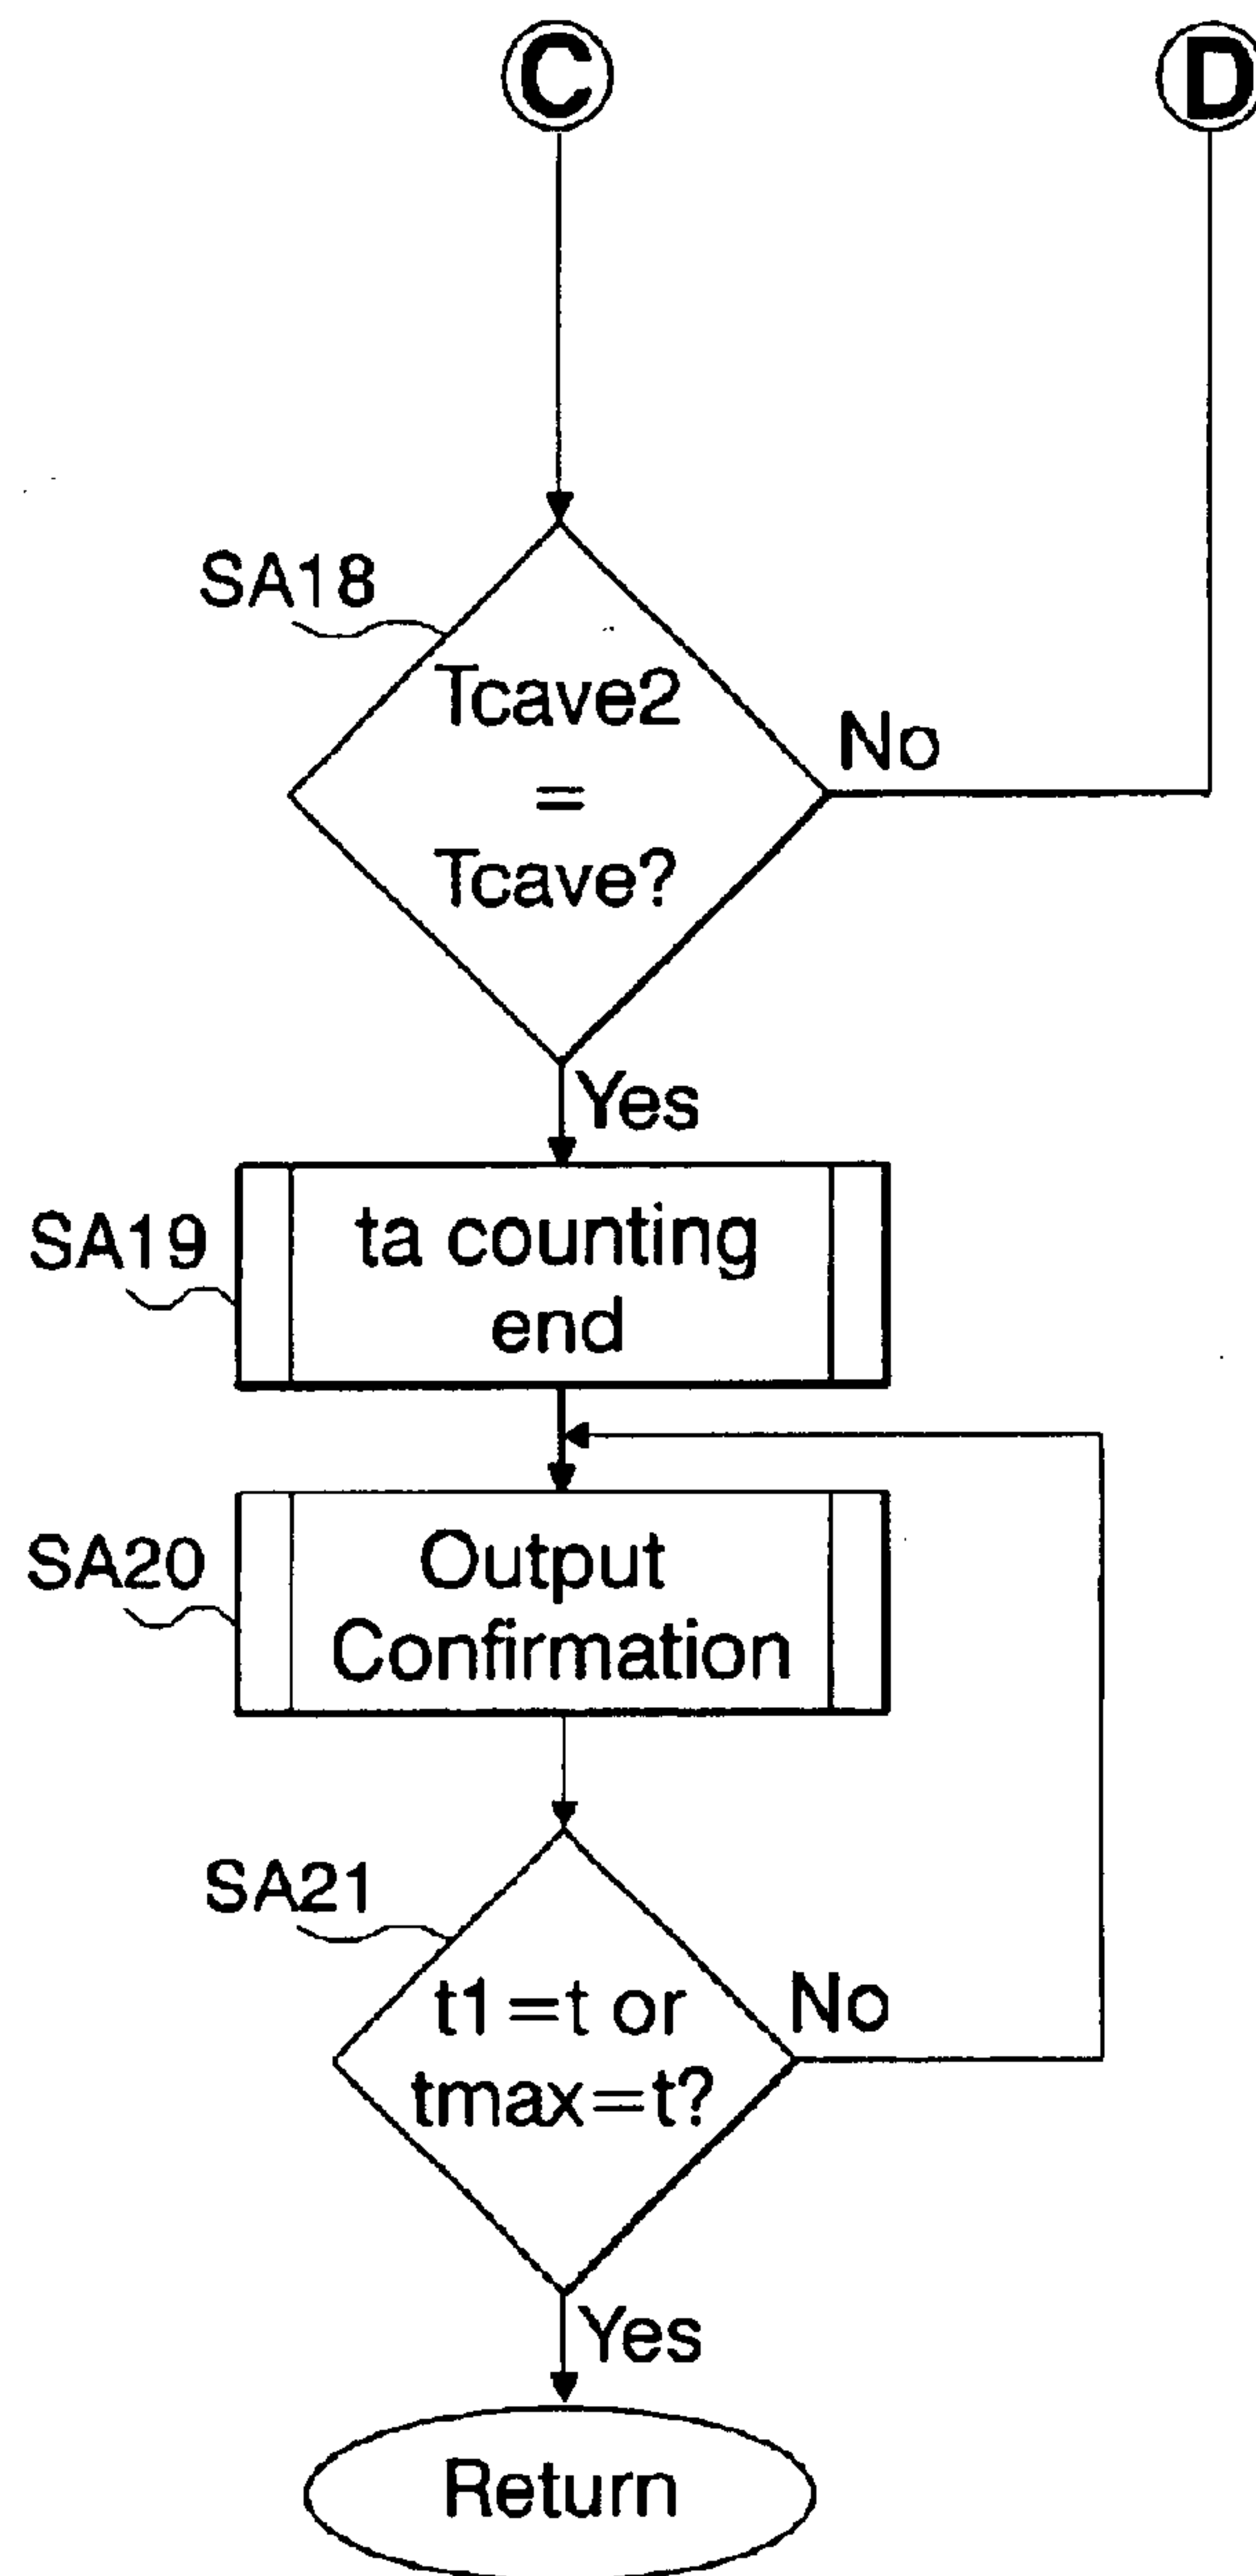 C
D
SA18
Tcave2
=
Tcave?
No
Yes
SA19
ta counting
end
SA20
Output
Confirmation
SA21
t1=t or
tmax=t?
No
Yes
Return